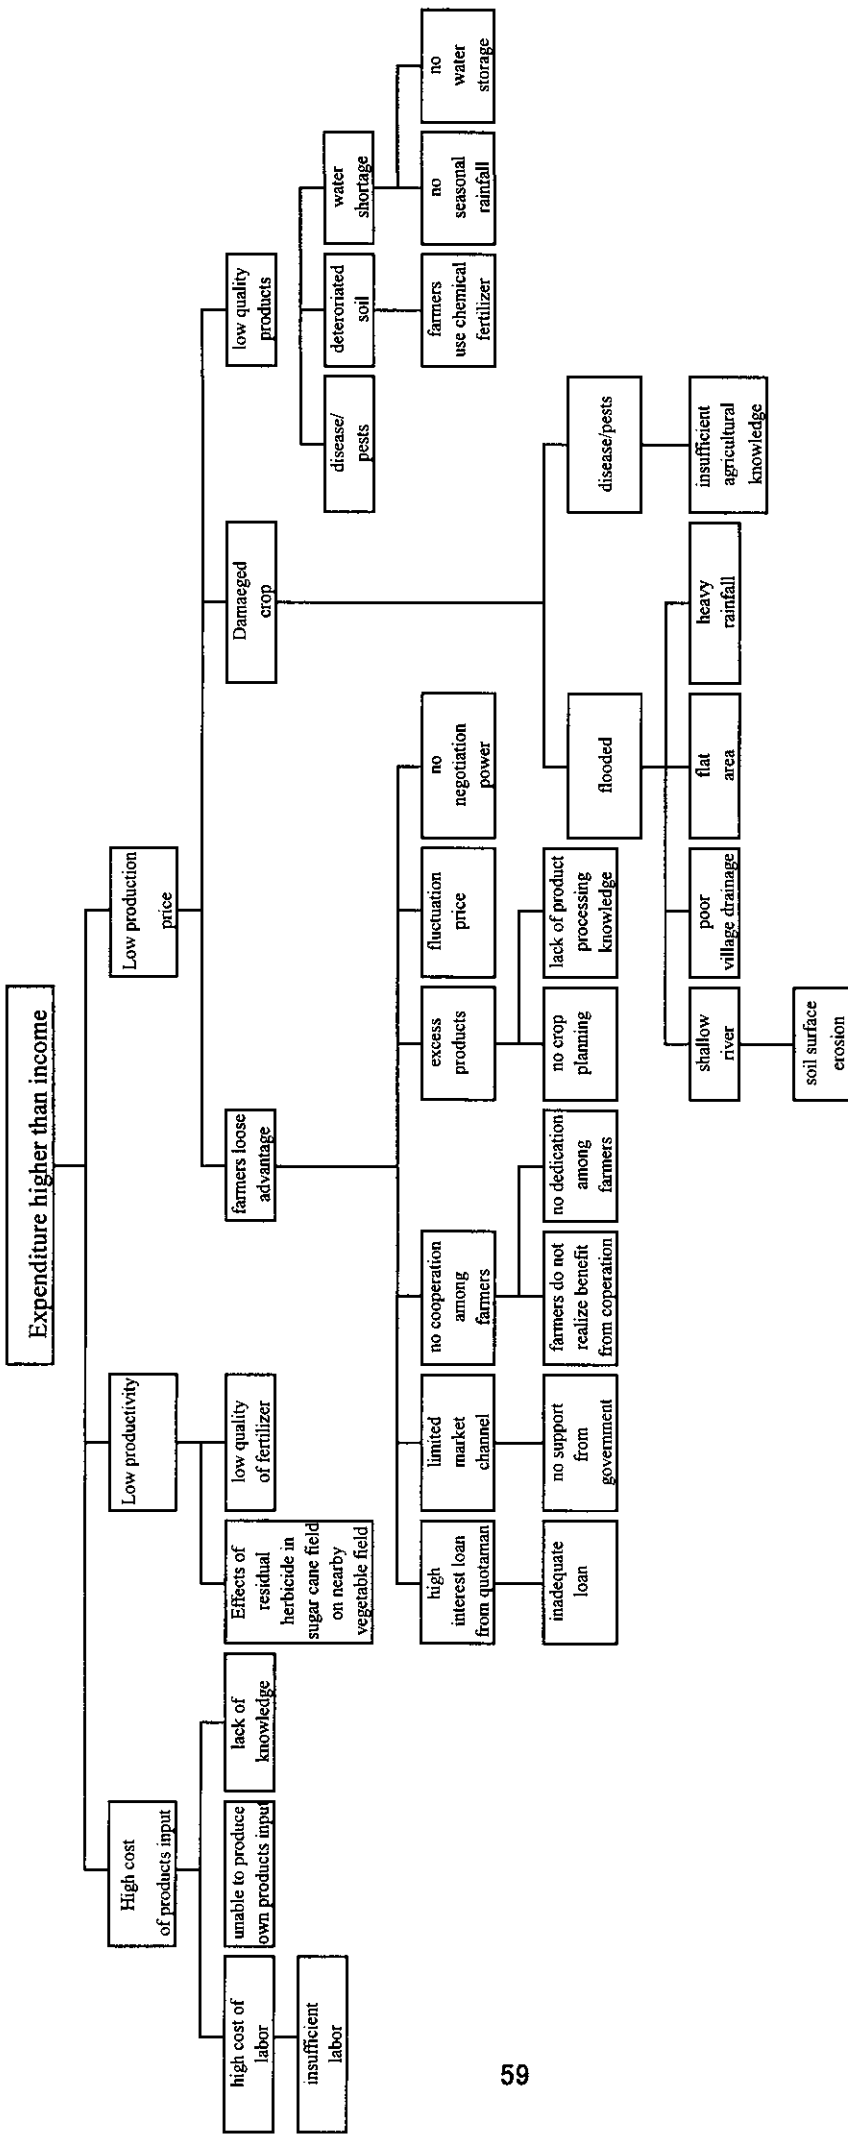 Expenditure higher than income
High cost
of products input
Low productivity
Low production
price
high cost of
labor
unable to produce
own products input
lack of
knowledge
Effects of
residual
herbicide in
sugar cane field
on nearby
vegetable field
low quality
of fertilizer
farmers loose
advantage
Damaeged
crop
low quality
products
insufficient
labor
disease/
pests
deteroriated
soil
water
shortage
high
interest loan
from quotaman
limited
market
channel
no cooperation
among
farmers
excess
products
fluctuation
price
no
negotiation
power
farmers
use chemical
fertilizer
no
seasonal
rainfall
no
water
storage
inadequate
loan
no support
from
government
farmers do not
realize benefit
from coperation
no dedication
among
farmers
no crop
planning
lack of product
processing
knowledge
flooded
disease/pests
shallow
river
poor
village drainage
flat
area
heavy
rainfall
insufficient
agricultural
knowledge
soil surface
erosion
59